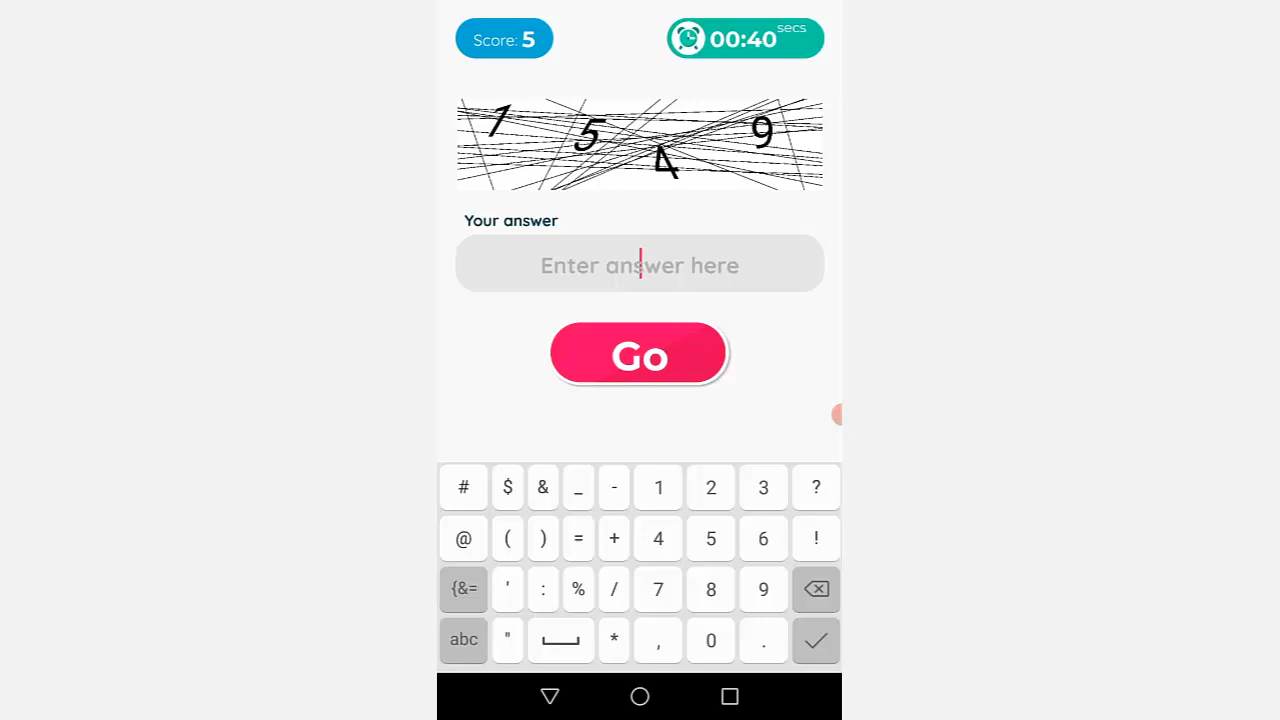 Score: 5
00:40 secs
1 5 4 9
Your answer
Enter answer here
Go
# $ & _ - 1 2 3 ?
@ ( ) = + 4 5 6 !
{&= ' : % / 7 8 9
abc " * , 0 .